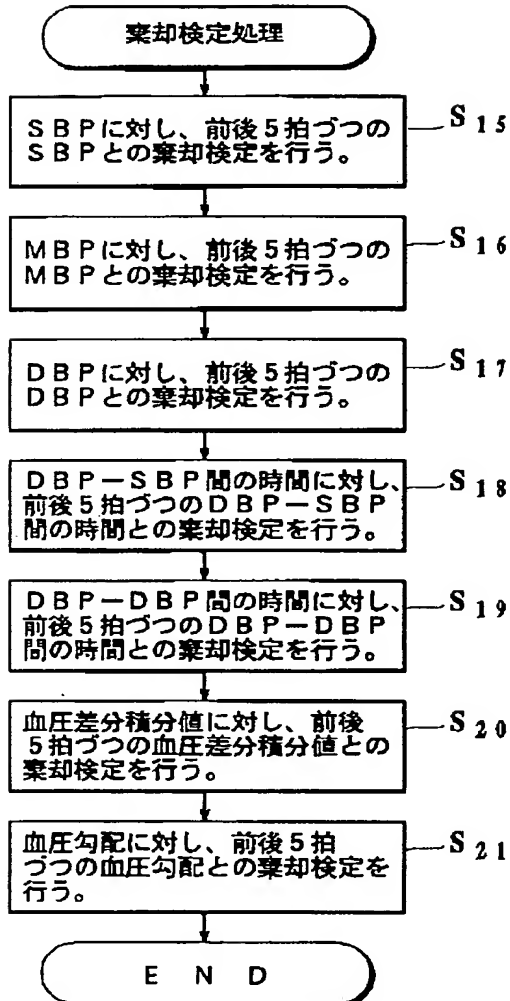 棄却検定処理
ＳＢＰに対し、前後５拍づつの
ＳＢＰとの棄却検定を行う。
S 15
ＭＢＰに対し、前後５拍づつの
ＭＢＰとの棄却検定を行う。
S 16
ＤＢＰに対し、前後５拍づつの
ＤＢＰとの棄却検定を行う。
S 17
ＤＢＰ－ＳＢＰ間の時間に対し、
前後５拍づつのＤＢＰ－ＳＢＰ
間の時間との棄却検定を行う。
S 18
ＤＢＰ－ＤＢＰ間の時間に対し、
前後５拍づつのＤＢＰ－ＤＢＰ
間の時間との棄却検定を行う。
S 19
血圧差分積分値に対し、前後
５拍づつの血圧差分積分値との
棄却検定を行う。
S 20
血圧勾配に対し、前後５拍
づつの血圧勾配との棄却検定を
行う。
S 21
Ｅ Ｎ Ｄ